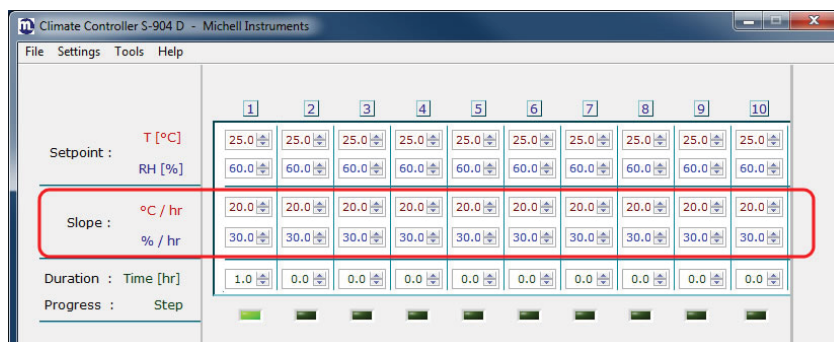 Climate Controller S-904 D - Michell Instruments
File Settings Tools Help
1 2 3 4 5 6 7 8 9 10
Setpoint : T [°C] 25.0 25.0 25.0 25.0 25.0 25.0 25.0 25.0 25.0 25.0
RH [%] 60.0 60.0 60.0 60.0 60.0 60.0 60.0 60.0 60.0 60.0
Slope : °C / hr 20.0 20.0 20.0 20.0 20.0 20.0 20.0 20.0 20.0 20.0
% / hr 30.0 30.0 30.0 30.0 30.0 30.0 30.0 30.0 30.0 30.0
Duration : Time [hr] 1.0 0.0 0.0 0.0 0.0 0.0 0.0 0.0 0.0 0.0
Progress : Step